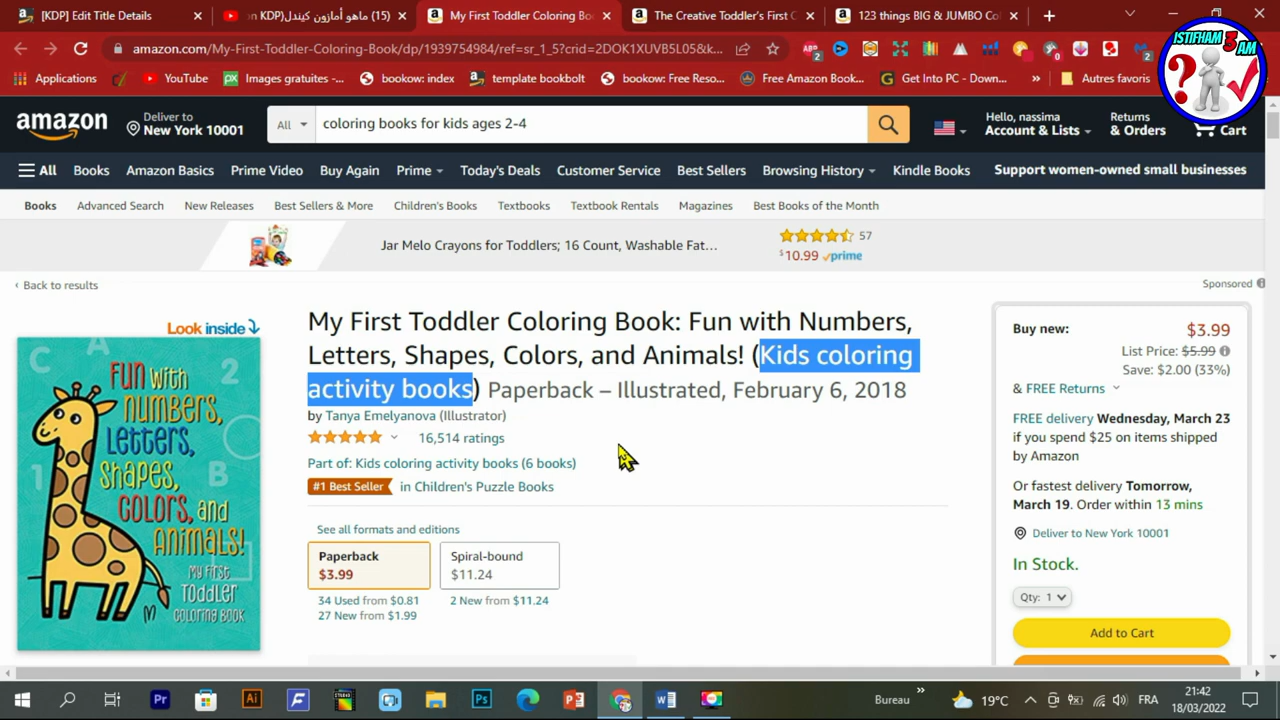 [KDP] Edit Title Details
(15) ماهو أمازون كيندل(KDP on
My First Toddler Coloring Boo
The Creative Toddler's First C
123 things BIG & JUMBO Col
ISTIFHAM 3AM
amazon.com/My-First-Toddler-Coloring-Book/dp/1939754984/ref=sr_1_5?crid=2DOK1XUVB5L05&k...
Applications
YouTube
Images gratuites -...
bookow: index
template bookbolt
bookow: Free Reso...
Free Amazon Book...
Get Into PC - Down...
»
Autres favoris
amazon
Deliver to
New York 10001
All
coloring books for kids ages 2-4
Hello, nassima
Account & Lists
Returns
& Orders
Cart
All
Books
Amazon Basics
Prime Video
Buy Again
Prime
Today's Deals
Customer Service
Best Sellers
Browsing History
Kindle Books
Support women-owned small businesses
Books
Advanced Search
New Releases
Best Sellers & More
Children's Books
Textbooks
Textbook Rentals
Magazines
Best Books of the Month
Jar Melo Crayons for Toddlers; 16 Count, Washable Fat…
57
$10.99 prime
‹ Back to results
Sponsored
Look inside
FUN with
numbers,
Letters,
Shapes,
COLORS, and
ANIMALS!
MY FIRST
TODDLER
COLORING BOOK
My First Toddler Coloring Book: Fun with Numbers,
Letters, Shapes, Colors, and Animals! (Kids coloring
activity books) Paperback – Illustrated, February 6, 2018
by Tanya Emelyanova (Illustrator)
16,514 ratings
Part of: Kids coloring activity books (6 books)
#1 Best Seller in Children's Puzzle Books
See all formats and editions
Paperback
$3.99
Spiral-bound
$11.24
34 Used from $0.81
27 New from $1.99
2 New from $11.24
Buy new:
$3.99
List Price: $5.99
Save: $2.00 (33%)
& FREE Returns
FREE delivery Wednesday, March 23
if you spend $25 on items shipped
by Amazon
Or fastest delivery Tomorrow,
March 19. Order within 13 mins
Deliver to New York 10001
In Stock.
Qty: 1
Add to Cart
Bureau
»
19°C
FRA
21:42
18/03/2022